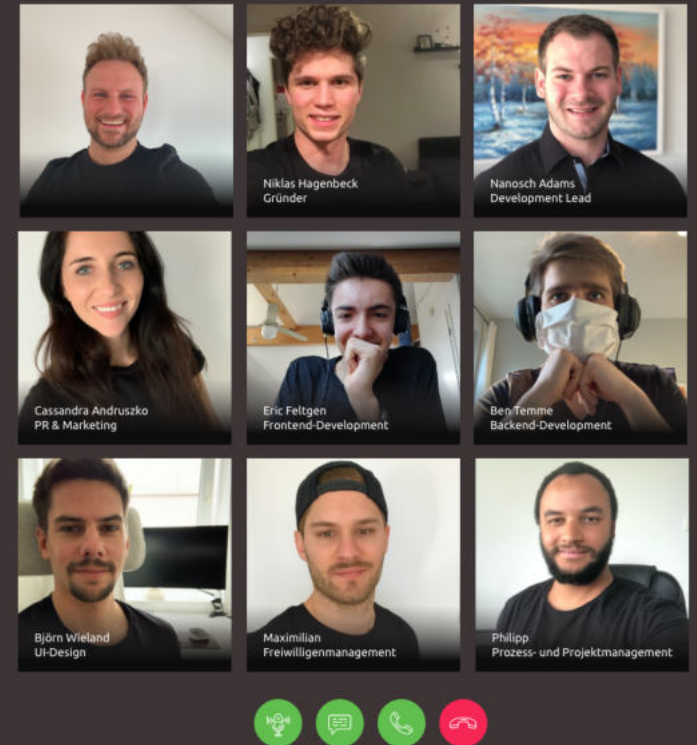 Niklas Hagenbeck
Gründer
Nanosch Adams
Development Lead
Cassandra Andruszko
PR & Marketing
Eric Feltgen
Frontend-Development
Ben Temme
Backend-Development
Björn Wieland
UI-Design
Maximilian
Freiwilligenmanagement
Philipp
Prozess- und Projektmanagement